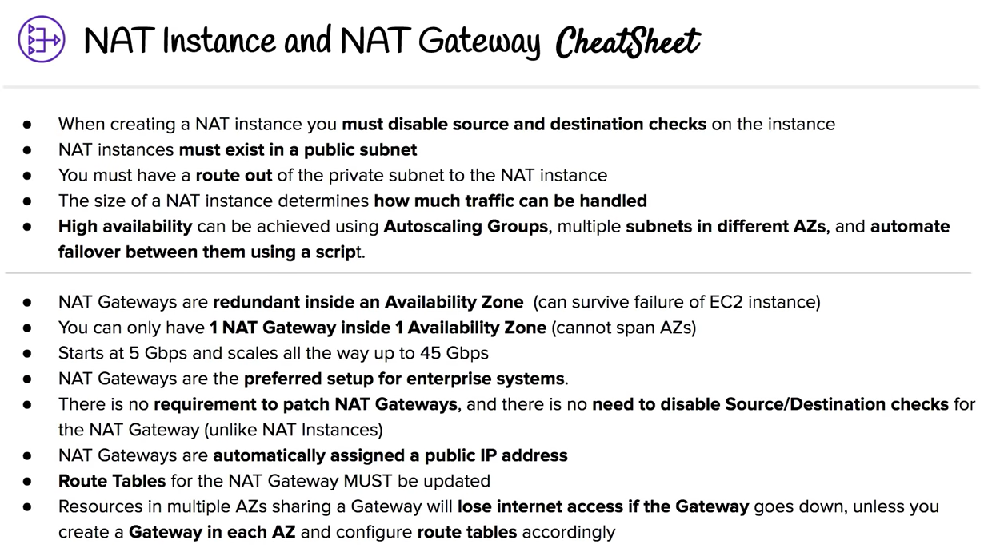 NAT Instance and NAT Gateway CheatSheet
● When creating a NAT instance you must disable source and destination checks on the instance
● NAT instances must exist in a public subnet
● You must have a route out of the private subnet to the NAT instance
● The size of a NAT instance determines how much traffic can be handled
● High availability can be achieved using Autoscaling Groups, multiple subnets in different AZs, and automate
failover between them using a script.
● NAT Gateways are redundant inside an Availability Zone (can survive failure of EC2 instance)
● You can only have 1 NAT Gateway inside 1 Availability Zone (cannot span AZs)
● Starts at 5 Gbps and scales all the way up to 45 Gbps
● NAT Gateways are the preferred setup for enterprise systems.
● There is no requirement to patch NAT Gateways, and there is no need to disable Source/Destination checks for
the NAT Gateway (unlike NAT Instances)
● NAT Gateways are automatically assigned a public IP address
● Route Tables for the NAT Gateway MUST be updated
● Resources in multiple AZs sharing a Gateway will lose internet access if the Gateway goes down, unless you
create a Gateway in each AZ and configure route tables accordingly